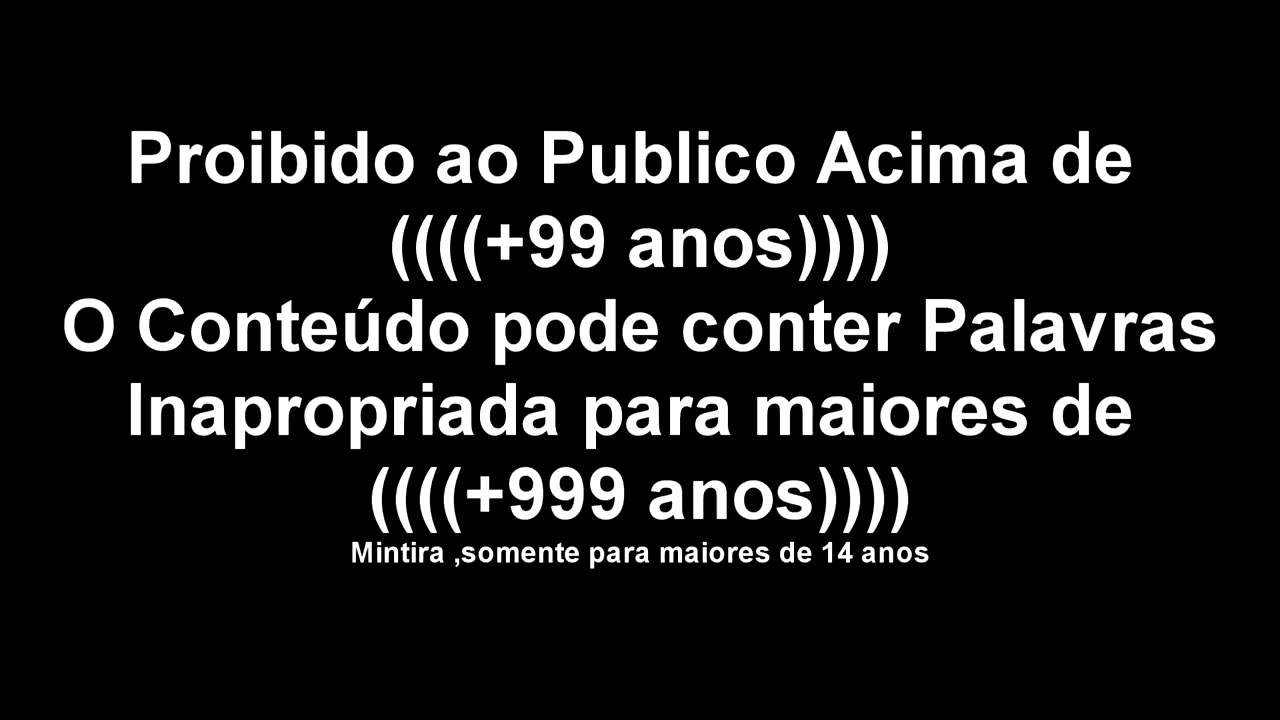 Proibido ao Publico Acima de
((((+99 anos))))
O Conteúdo pode conter Palavras
Inapropriada para maiores de
((((+999 anos))))
Mintira ,somente para maiores de 14 anos